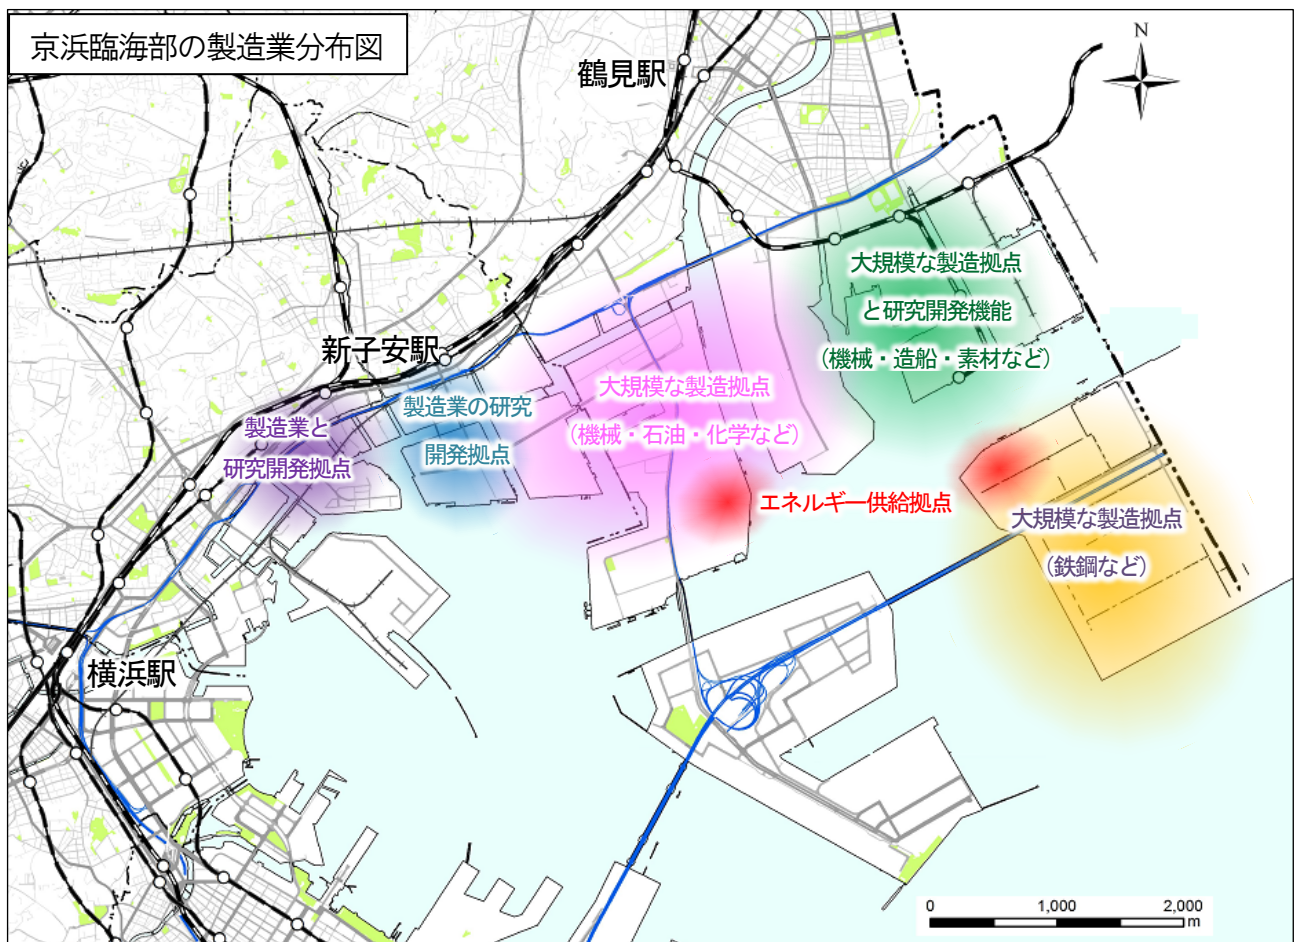 京浜臨海部の製造業分布図
N
鶴見駅
大規模な製造拠点
と研究開発機能
(機械・造船・素材など)
新子安駅
大規模な製造拠点
(機械・石油・化学など)
製造業の研究
開発拠点
製造業と
研究開発拠点
エネルギー供給拠点
大規模な製造拠点
(鉄鋼など)
横浜駅
0 1,000 2,000
m